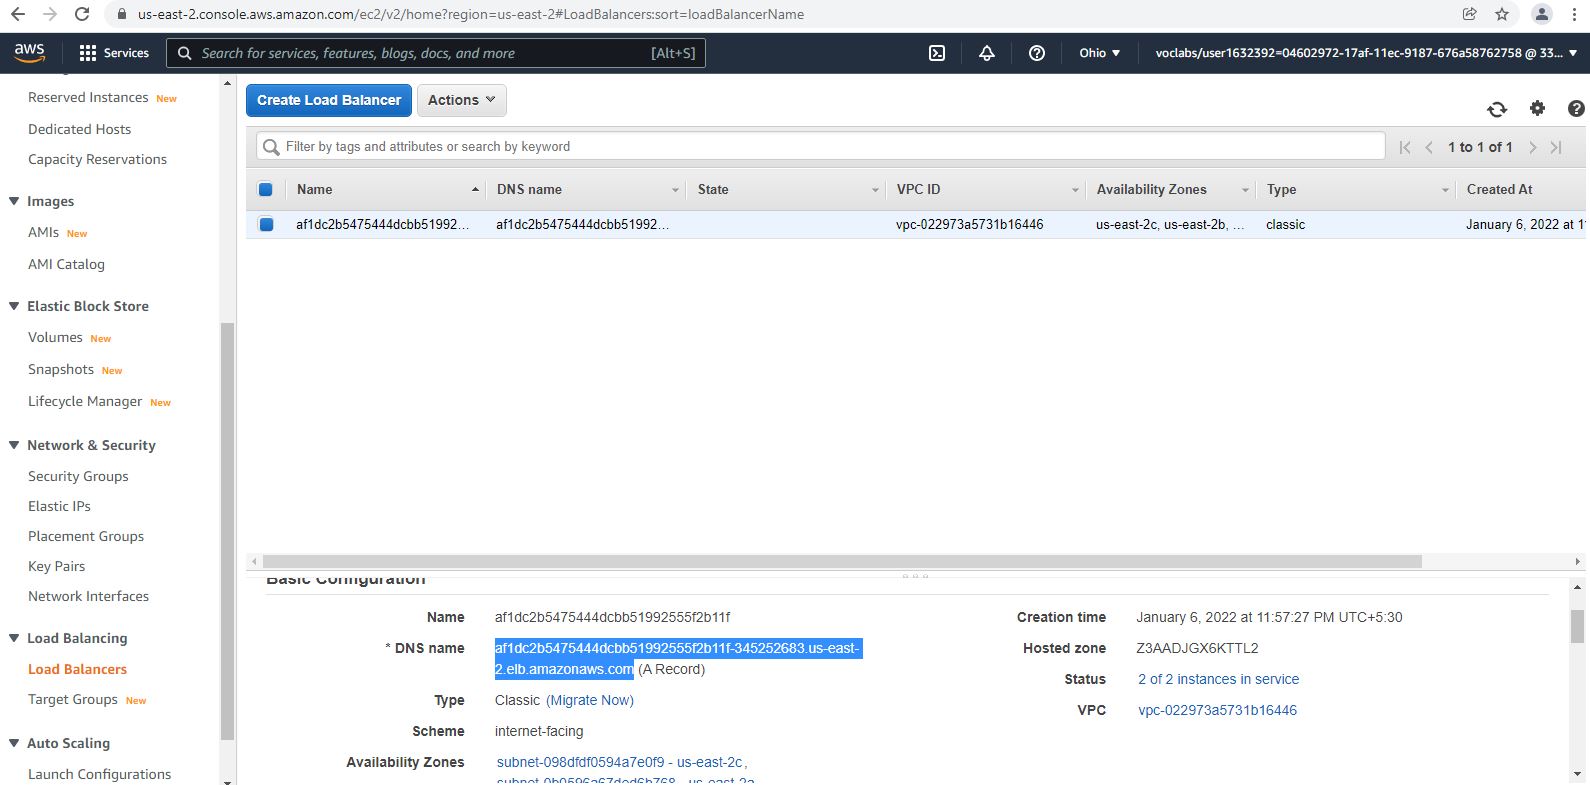 us-east-2.console.aws.amazon.com/ec2/v2/home?region=us-east-2#LoadBalancers:sort=loadBalancerName
aws Services Search for services, features, blogs, docs, and more [Alt+S] Ohio voclabs/user1632392=04602972-17af-11ec-9187-676a58762758 @ 33...
Reserved Instances New
Dedicated Hosts
Capacity Reservations
Images
AMIs New
AMI Catalog
Elastic Block Store
Volumes New
Snapshots New
Lifecycle Manager New
Network & Security
Security Groups
Elastic IPs
Placement Groups
Key Pairs
Network Interfaces
Load Balancing
Load Balancers
Target Groups New
Auto Scaling
Launch Configurations
Create Load Balancer Actions
Filter by tags and attributes or search by keyword 1 to 1 of 1
Name DNS name State VPC ID Availability Zones Type Created At
af1dc2b5475444dcbb51992... af1dc2b5475444dcbb51992... vpc-022973a5731b16446 us-east-2c, us-east-2b, ... classic January 6, 2022 at 1
Basic Configuration
Name af1dc2b5475444dcbb51992555f2b11f
* DNS name af1dc2b5475444dcbb51992555f2b11f-345252683.us-east-
2.elb.amazonaws.com (A Record)
Type Classic (Migrate Now)
Scheme internet-facing
Availability Zones subnet-098dfdf0594a7e0f9 - us-east-2c,
subnet-0b0596a67ded6b768 - us-east-2a
Creation time January 6, 2022 at 11:57:27 PM UTC+5:30
Hosted zone Z3AADJGX6KTTL2
Status 2 of 2 instances in service
VPC vpc-022973a5731b16446